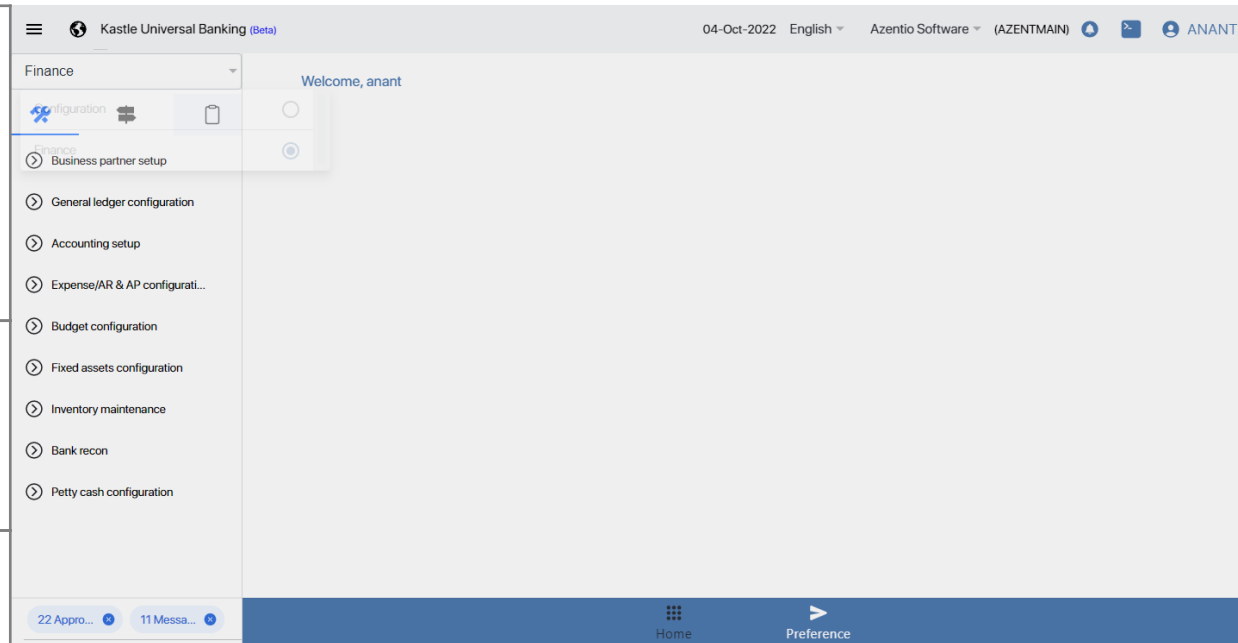 Kastle Universal Banking (Beta)
04-Oct-2022 English Azentio Software (AZENTMAIN) ANANT
Finance
Welcome, anant
Configuration
Finance
Business partner setup
General ledger configuration
Accounting setup
Expense/AR & AP configurati...
Budget configuration
Fixed assets configuration
Inventory maintenance
Bank recon
Petty cash configuration
22 Appro... 11 Messa...
Home Preference